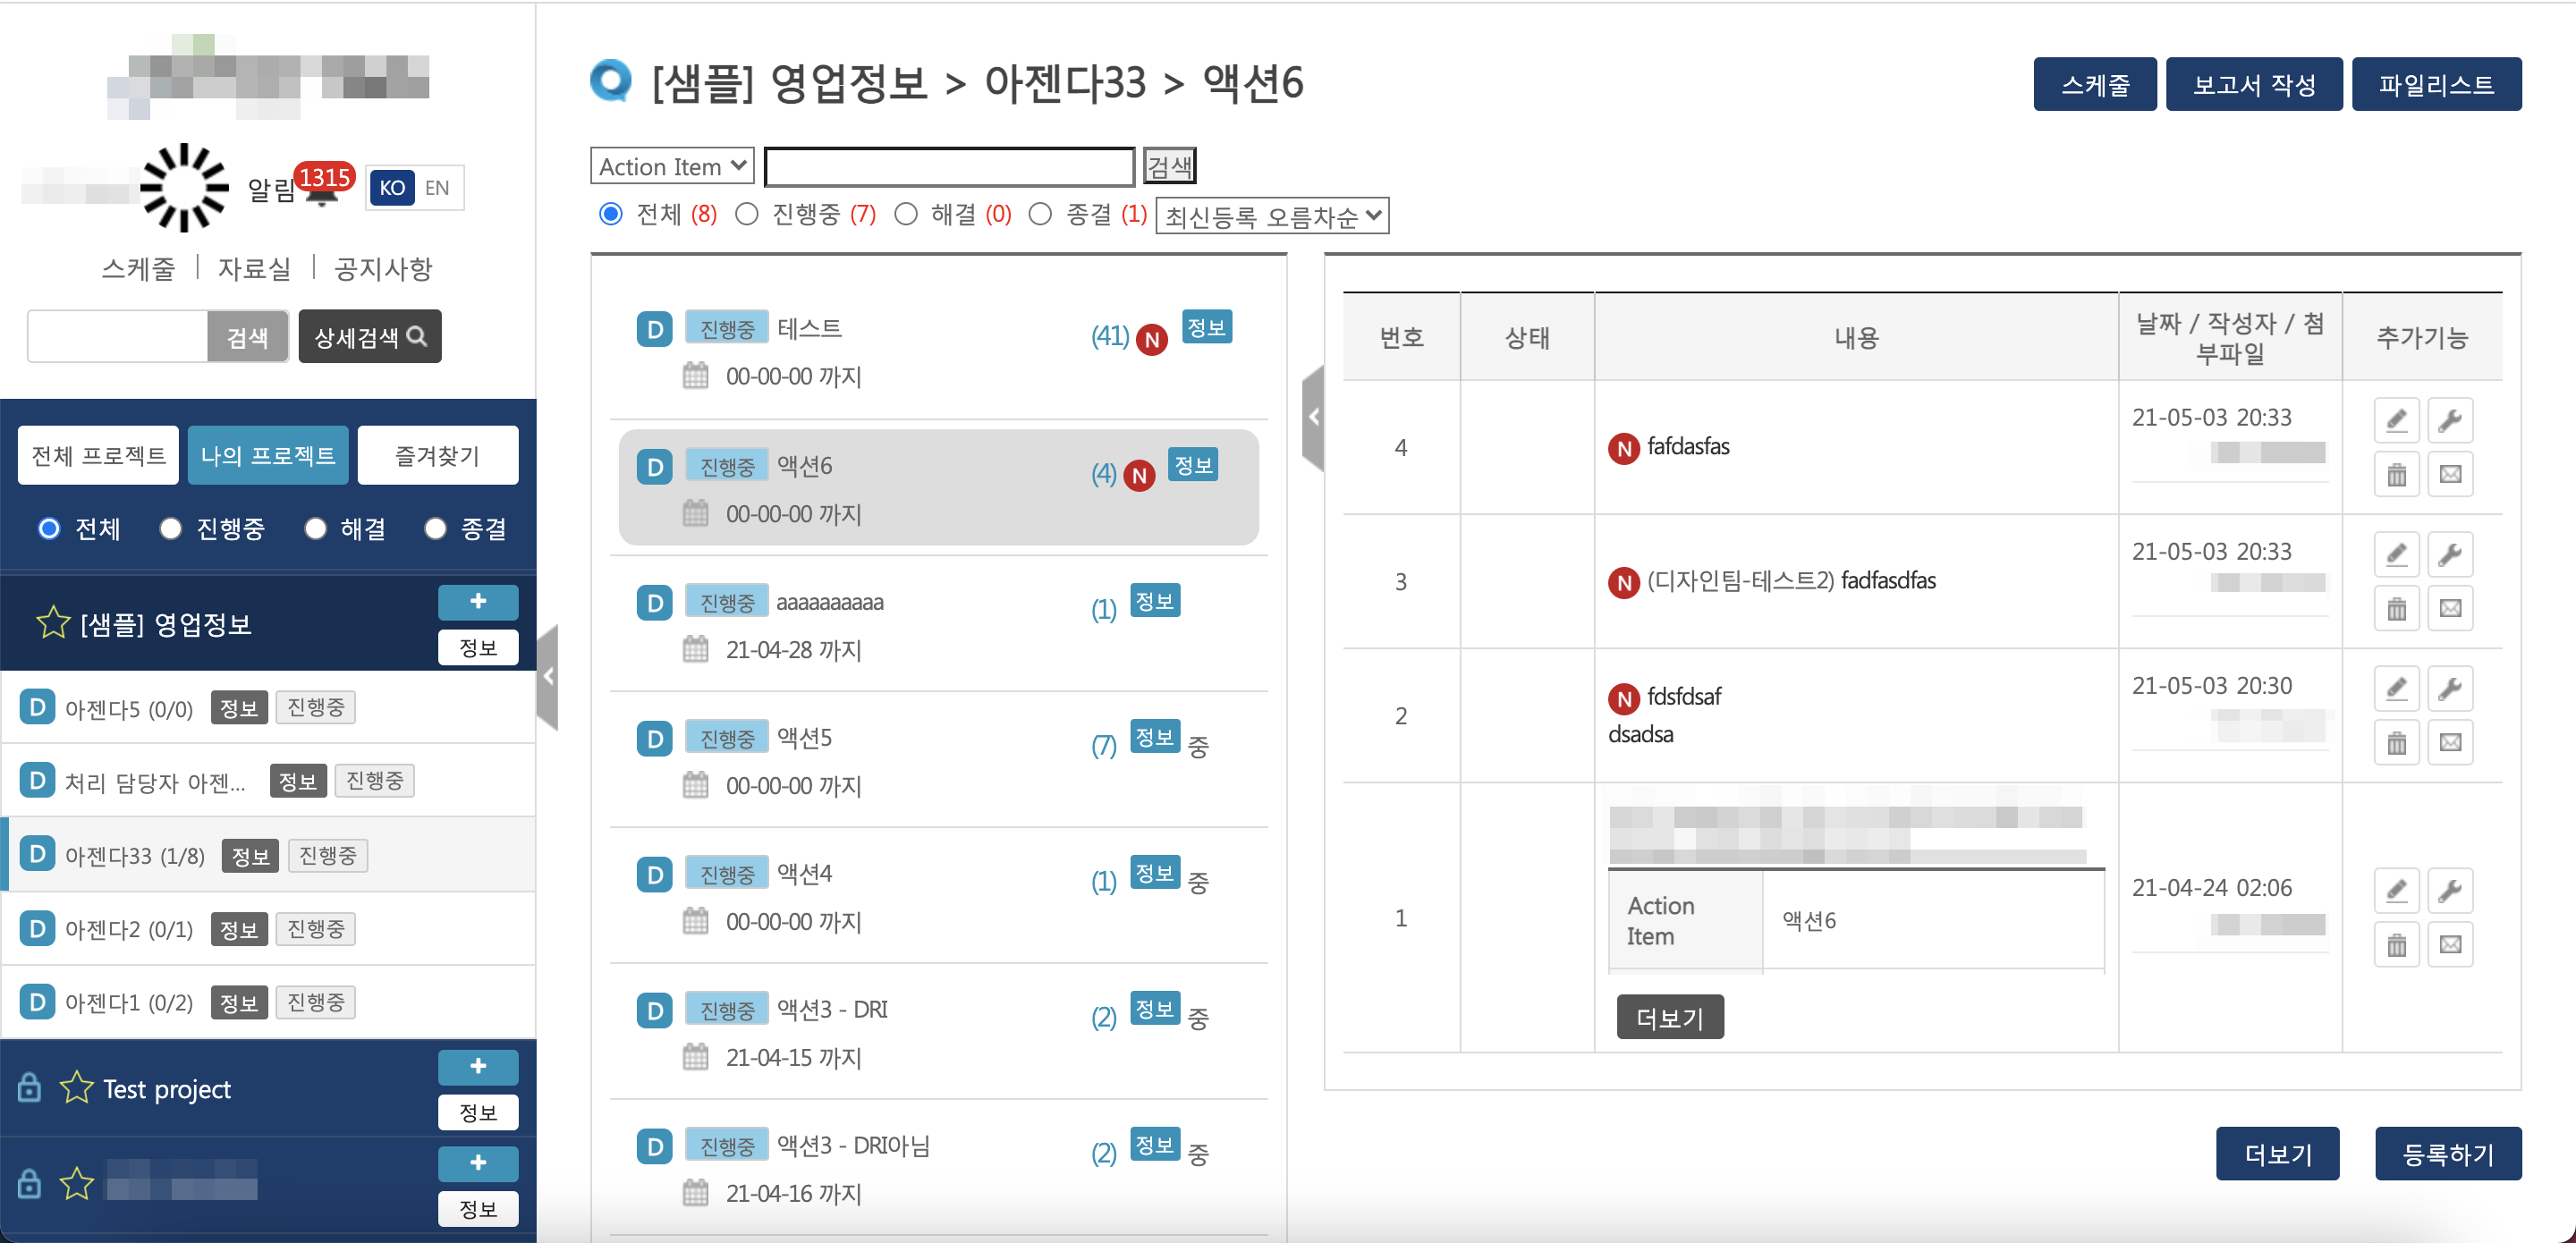 알림 1315 KO EN
스케줄 | 자료실 | 공지사항
검색 상세검색
전체 프로젝트 나의 프로젝트 즐겨찾기
전체 진행중 해결 종결
[샘플] 영업정보 +
정보
D 아젠다5 (0/0) 정보 진행중
D 처리 담당자 아젠... 정보 진행중
D 아젠다33 (1/8) 정보 진행중
D 아젠다2 (0/1) 정보 진행중
D 아젠다1 (0/2) 정보 진행중
Test project +
정보
+
정보
[샘플] 영업정보 > 아젠다33 > 액션6
스케줄 보고서 작성 파일리스트
Action Item 검색
전체 (8) 진행중 (7) 해결 (0) 종결 (1) 최신등록 오름차순
D 진행중 테스트 (41) N 정보
00-00-00 까지
D 진행중 액션6 (4) N 정보
00-00-00 까지
D 진행중 aaaaaaaaaa (1) 정보
21-04-28 까지
D 진행중 액션5 (7) 정보 중
00-00-00 까지
D 진행중 액션4 (1) 정보 중
00-00-00 까지
D 진행중 액션3 - DRI (2) 정보 중
21-04-15 까지
D 진행중 액션3 - DRI아님 (2) 정보 중
21-04-16 까지
번호 상태 내용 날짜 / 작성자 / 첨
부파일 추가기능
4 N fafdasfas 21-05-03 20:33
3 N (디자인팀-테스트2) fadfasdfas 21-05-03 20:33
2 N fdsfdsaf 21-05-03 20:30
dsadsa
1 Action
Item 액션6 21-04-24 02:06
더보기
더보기 등록하기